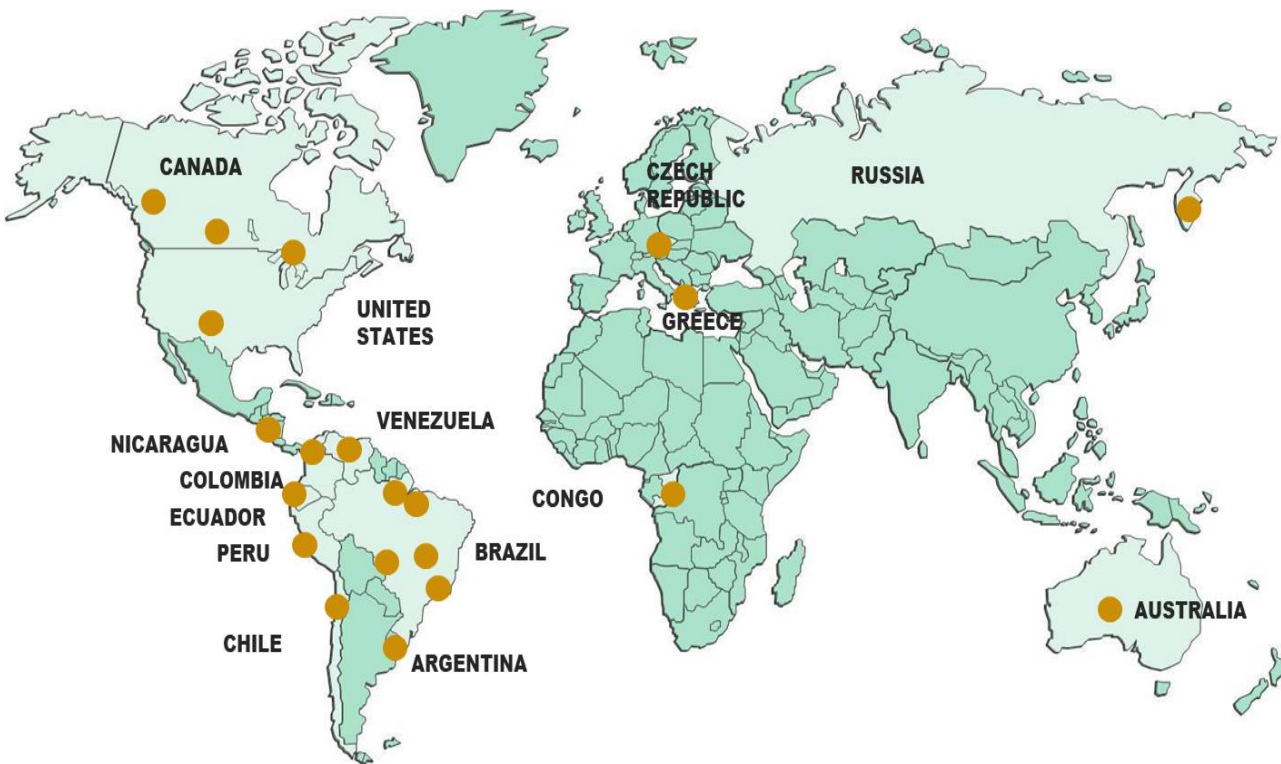 CANADA
CZECH
REPUBLIC
RUSSIA
UNITED
STATES
GREECE
VENEZUELA
NICARAGUA
COLOMBIA
CONGO
ECUADOR
PERU
BRAZIL
AUSTRALIA
CHILE
ARGENTINA